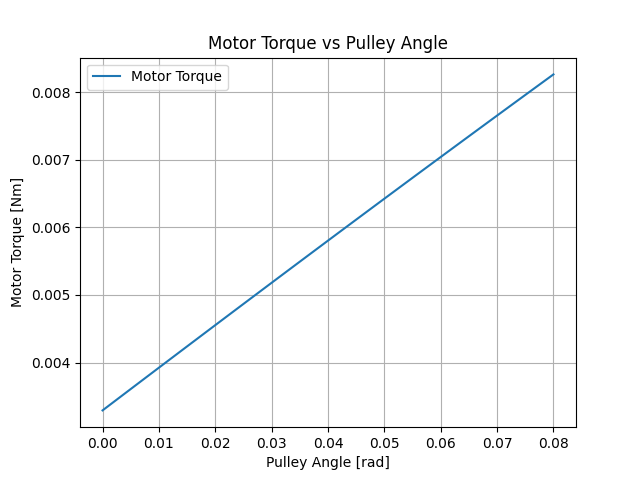 Motor Torque vs Pulley Angle
Motor Torque
0.008
0.007
0.006
0.005
0.004
Motor Torque [Nm]
0.00 0.01 0.02 0.03 0.04 0.05 0.06 0.07 0.08
Pulley Angle [rad]